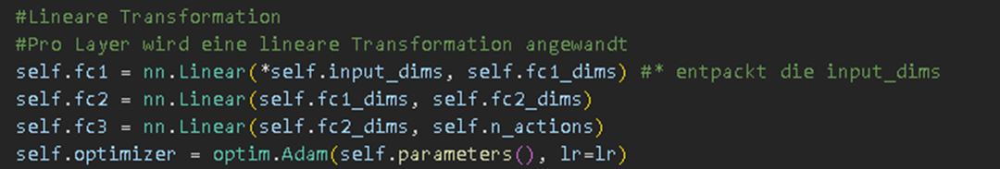 #Lineare Transformation
#Pro Layer wird eine lineare Transformation angewandt
self.fc1 = nn.Linear(*self.input_dims, self.fc1_dims) #* entpackt die input_dims
self.fc2 = nn.Linear(self.fc1_dims, self.fc2_dims)
self.fc3 = nn.Linear(self.fc2_dims, self.n_actions)
self.optimizer = optim.Adam(self.parameters(), lr=lr)